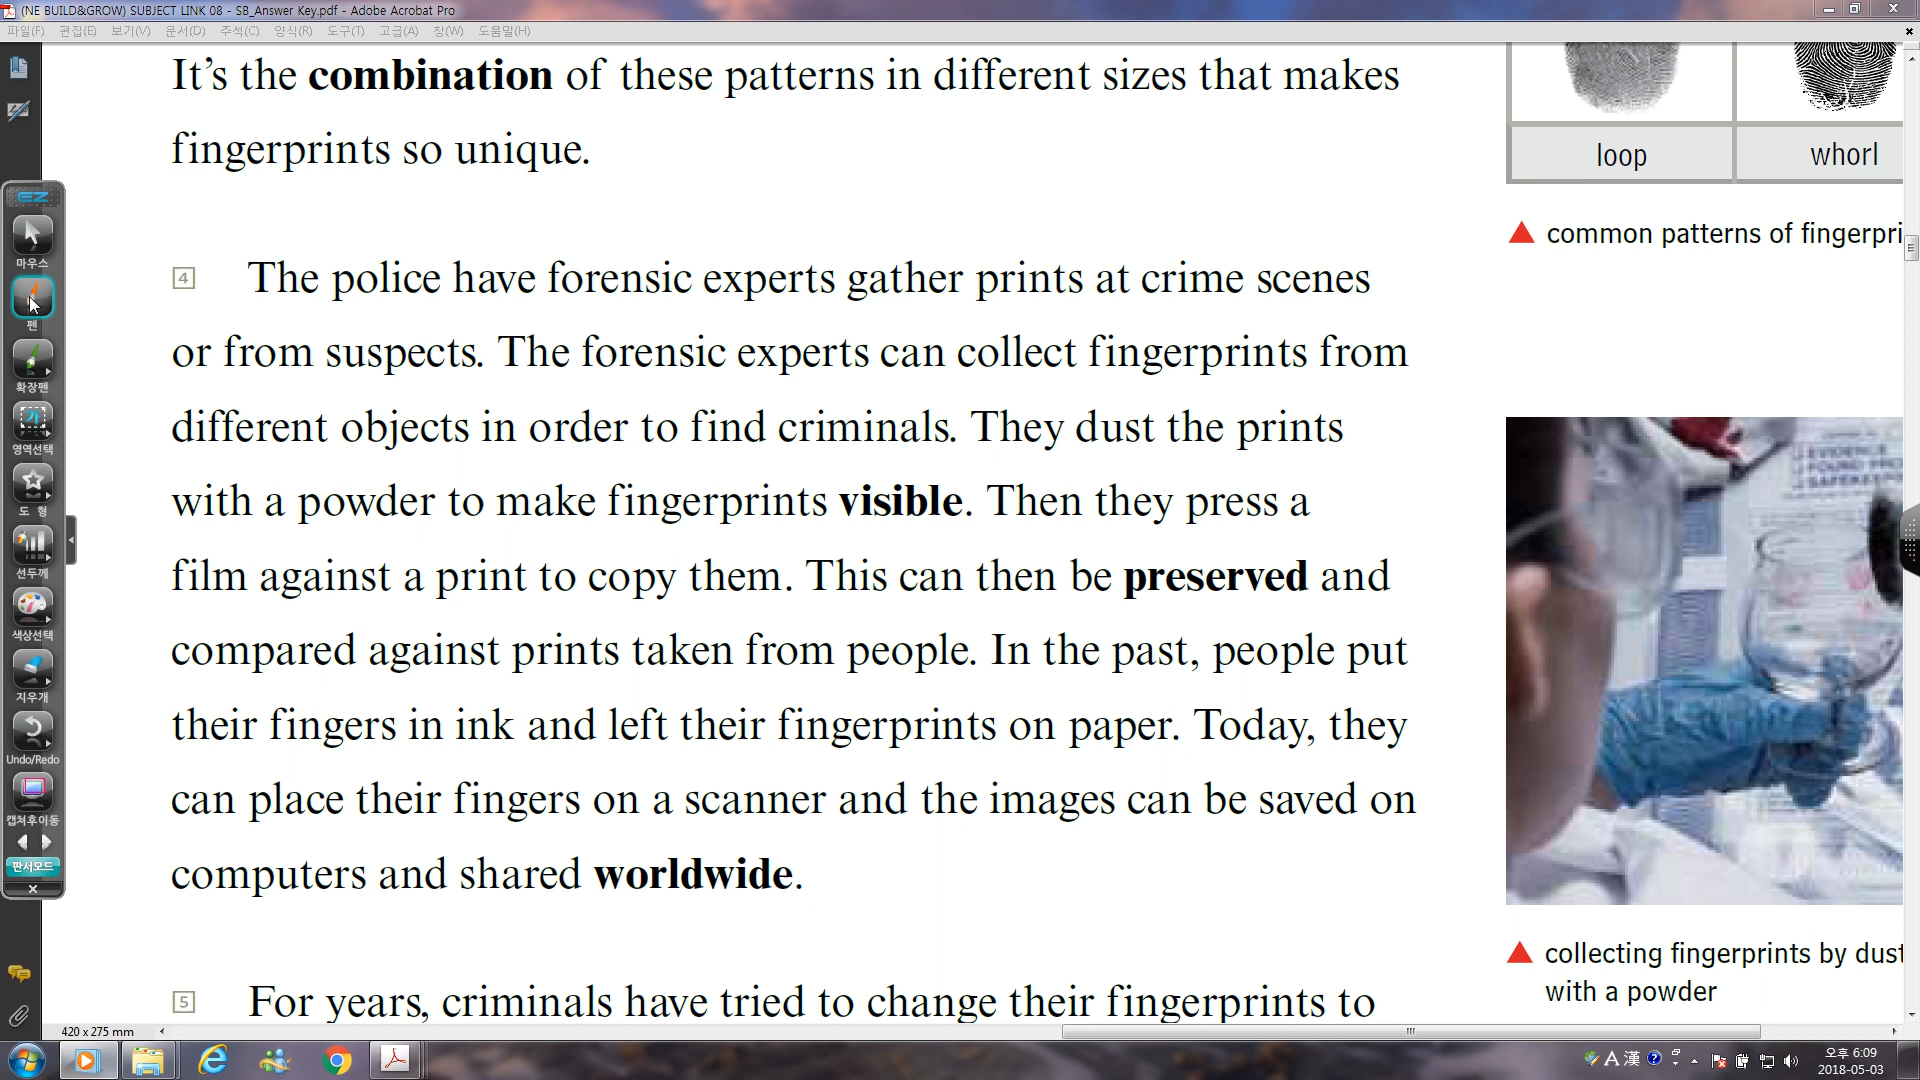 (NE BUILD&GROW) SUBJECT LINK 08 - SB_Answer Key.pdf - Adobe Acrobat Pro
파일(F) 편집(E) 보기(V) 문서(D) 주석(C) 양식(R) 도구(T) 고급(A) 창(W) 도움말(H)
It's the combination of these patterns in different sizes that makes
fingerprints so unique.
loop whorl
common patterns of fingerpri
4 The police have forensic experts gather prints at crime scenes
or from suspects. The forensic experts can collect fingerprints from
different objects in order to find criminals. They dust the prints
with a powder to make fingerprints visible. Then they press a
film against a print to copy them. This can then be preserved and
compared against prints taken from people. In the past, people put
their fingers in ink and left their fingerprints on paper. Today, they
can place their fingers on a scanner and the images can be saved on
computers and shared worldwide.
EVIDENCE
collecting fingerprints by dust
with a powder
5 For years, criminals have tried to change their fingerprints to
EZ
마우스
펜
확장펜
영역선택
도 형
선두께
색상선택
지우개
Undo/Redo
캡쳐후이동
판서모드
420 x 275 mm
A 漢
오후 6:09
2018-05-03